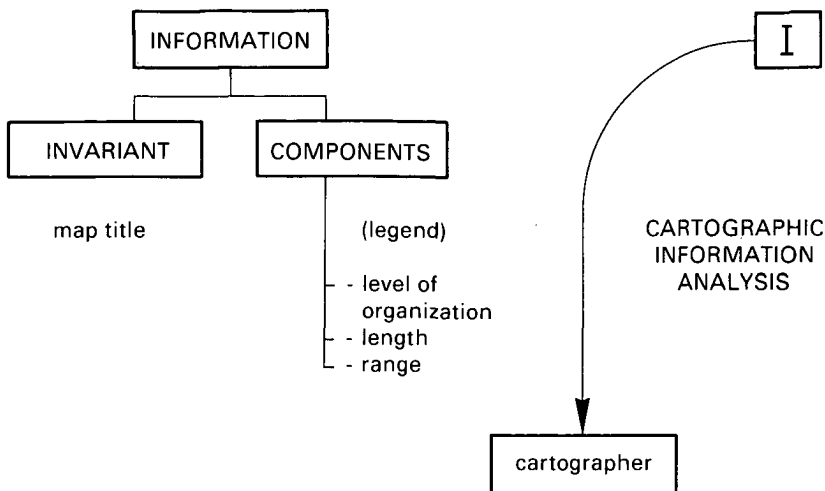 INFORMATION
I
INVARIANT
COMPONENTS
map title
(legend)
- level of
organization
- length
- range
CARTOGRAPHIC
INFORMATION
ANALYSIS
cartographer